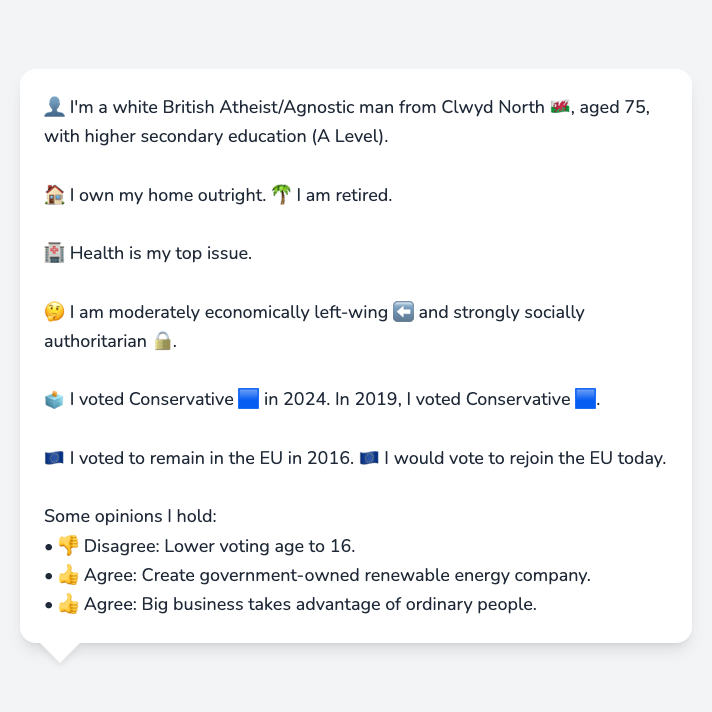 👤 I'm a white British Atheist/Agnostic man from Clwyd North 🏴󠁧󠁢󠁷󠁬󠁳󠁿, aged 75,
with higher secondary education (A Level).
🏠 I own my home outright. 🌴 I am retired.
🏥 Health is my top issue.
🤔 I am moderately economically left-wing ⬅️ and strongly socially
authoritarian 🔒.
🗳️ I voted Conservative 🟦 in 2024. In 2019, I voted Conservative 🟦.
🇪🇺 I voted to remain in the EU in 2016. 🇪🇺 I would vote to rejoin the EU today.
Some opinions I hold:
• 👎 Disagree: Lower voting age to 16.
• 👍 Agree: Create government-owned renewable energy company.
• 👍 Agree: Big business takes advantage of ordinary people.